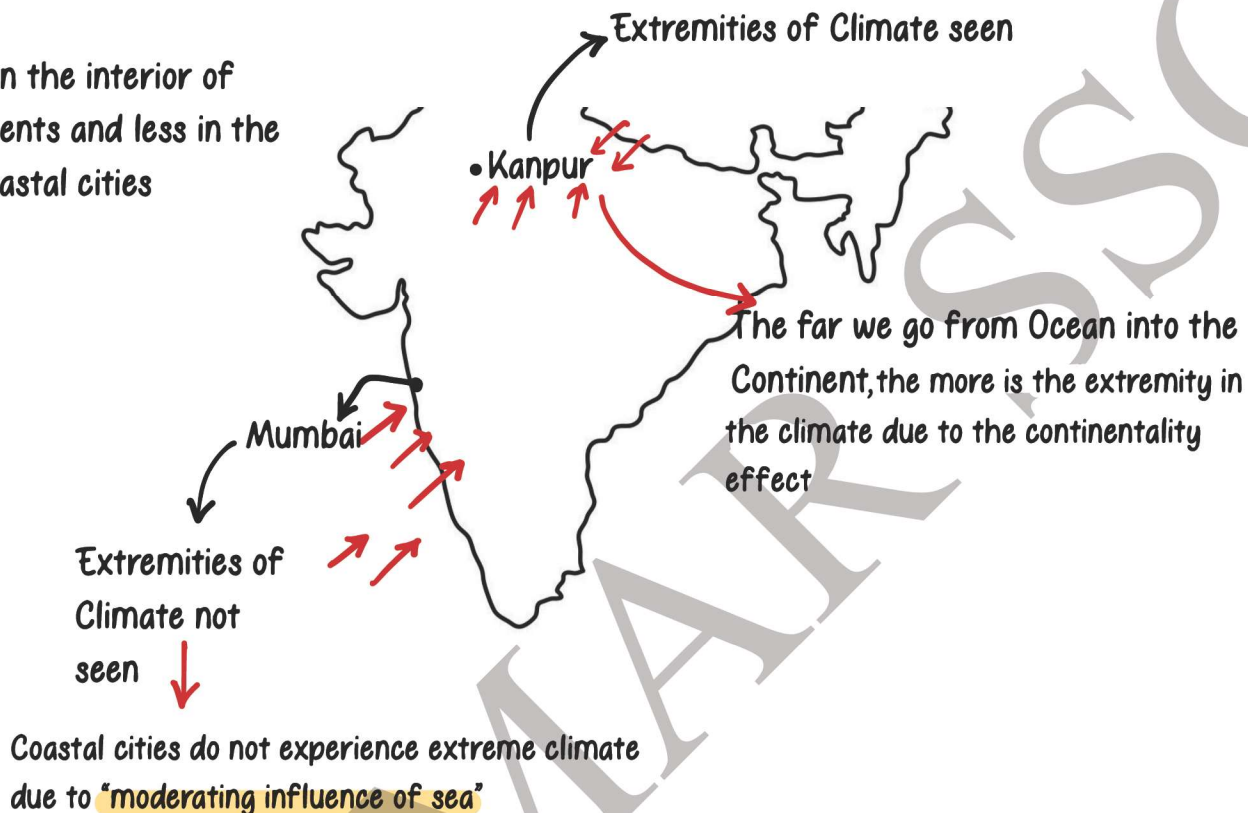 Extremities of Climate seen
n the interior of
ents and less in the
astal cities
Kanpur
The far we go from Ocean into the
Continent, the more is the extremity in
the climate due to the continentality
effect
Mumbai
Extremities of
Climate not
seen
Coastal cities do not experience extreme climate
due to "moderating influence of sea"
MAR SSC